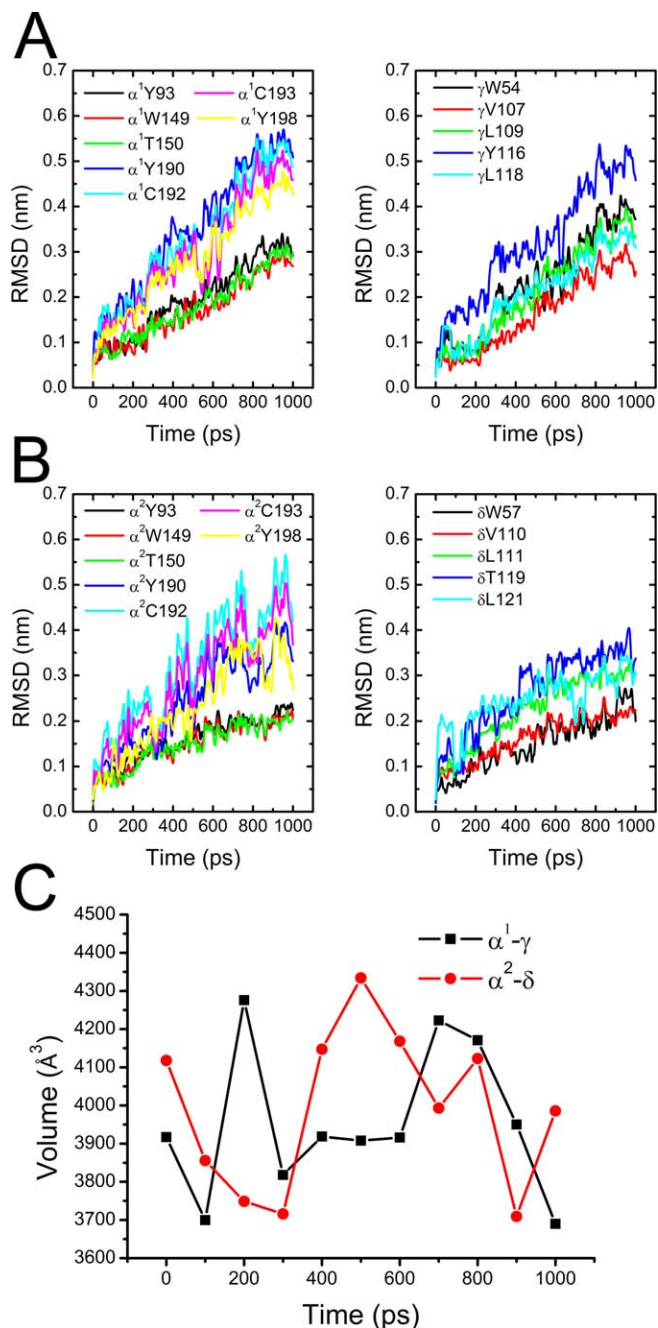 A
α¹Y93 α¹C193
α¹W149 α¹Y198
α¹T150
α¹Y190
α¹C192
RMSD (nm)
0.7
0.6
0.5
0.4
0.3
0.2
0.1
0.0
0 200 400 600 800 1000
Time (ps)
γW54
γV107
γL109
γY116
γL118
RMSD (nm)
0.7
0.6
0.5
0.4
0.3
0.2
0.1
0.0
0 200 400 600 800 1000
Time (ps)
B
α²Y93 α²C193
α²W149 α²Y198
α²T150
α²Y190
α²C192
RMSD (nm)
0.7
0.6
0.5
0.4
0.3
0.2
0.1
0.0
0 200 400 600 800 1000
Time (ps)
δW57
δV110
δL111
δT119
δL121
RMSD (nm)
0.7
0.6
0.5
0.4
0.3
0.2
0.1
0.0
0 200 400 600 800 1000
Time (ps)
C
α¹-γ
α²-δ
Volume (Å³)
4500
4400
4300
4200
4100
4000
3900
3800
3700
3600
0 200 400 600 800 1000
Time (ps)